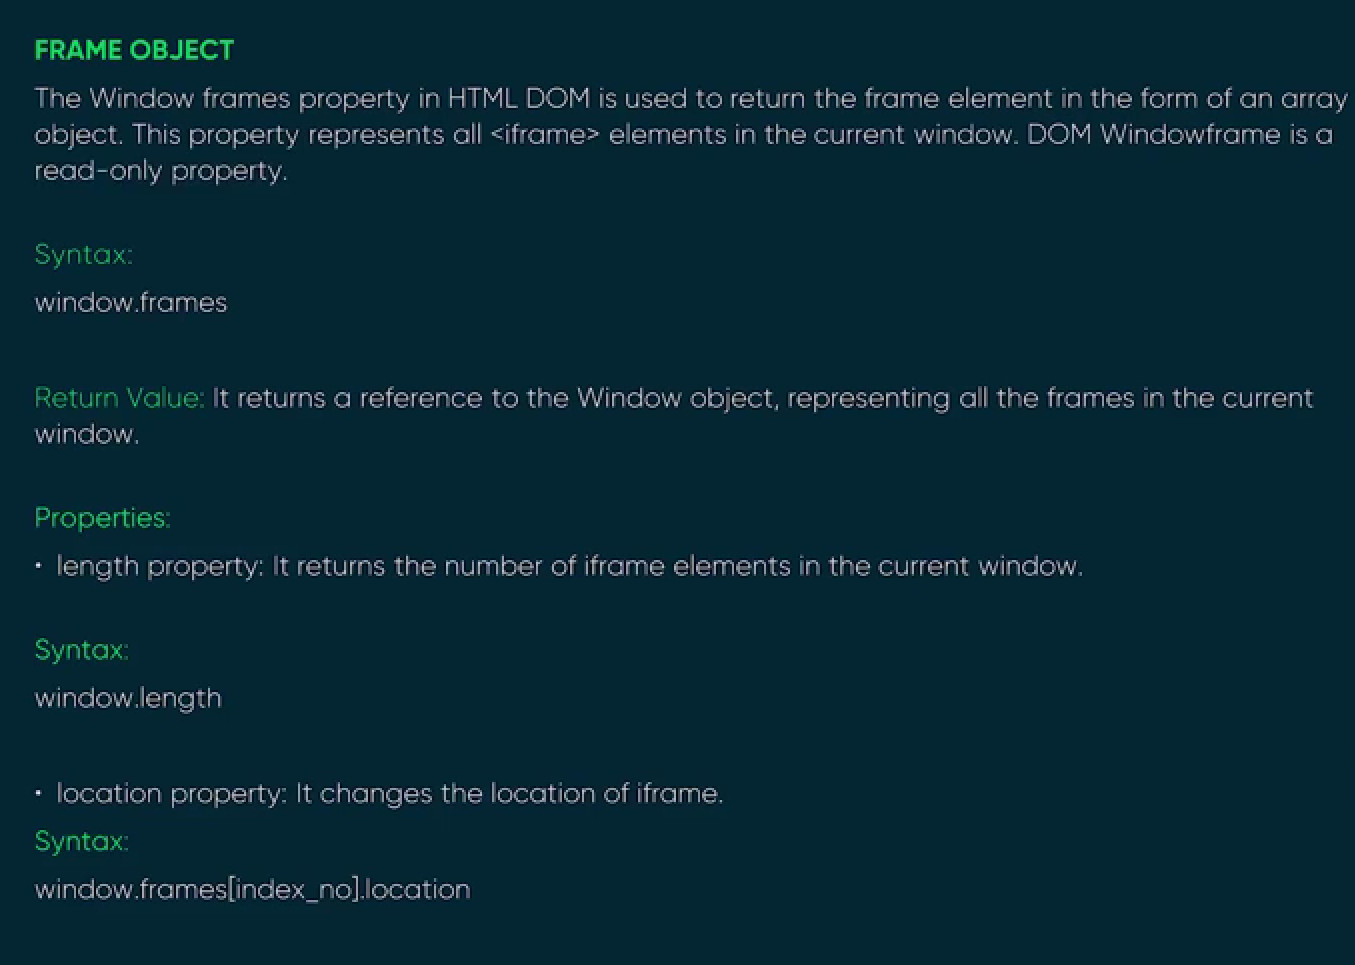 FRAME OBJECT
The Window frames property in HTML DOM is used to return the frame element in the form of an array
object. This property represents all <iframe> elements in the current window. DOM Windowframe is a
read-only property.
Syntax:
window.frames
Return Value: It returns a reference to the Window object, representing all the frames in the current
window.
Properties:
• length property: It returns the number of iframe elements in the current window.
Syntax:
window.length
• location property: It changes the location of iframe.
Syntax:
window.frames[index_no].location